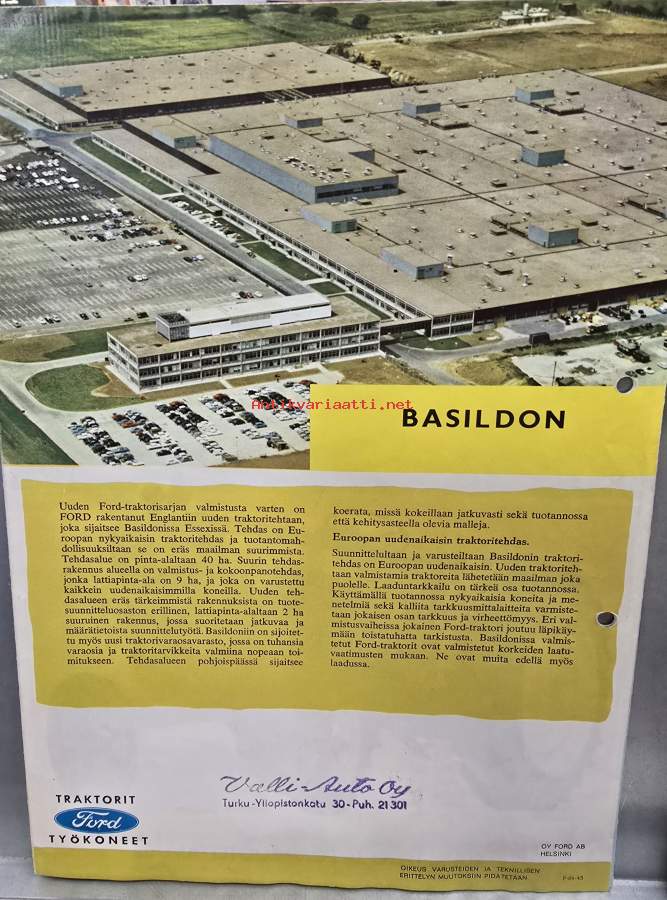 Antikvariaatti.net
BASILDON
Uuden Ford-traktorisarjan valmistusta varten on
FORD rakentanut Englantiin uuden traktoritehtaan,
joka sijaitsee Basildonissa Essexissä. Tehdas on Eu-
roopan nykyaikaisin traktoritehdas ja tuotantomah-
dollisuuksiltaan se on eräs maailman suurimmista.
Tehdasalue on pinta-alaltaan 40 ha. Suurin tehdas-
rakennus alueella on valmistus- ja kokoonpanotehdas,
jonka lattiapinta-ala on 9 ha, ja joka on varustettu
kaikkein uudenaikaisimmilla koneilla. Uuden teh-
dasalueen eräs tärkeimmistä rakennuksista on tuote-
suunnitteluosaston erillinen, lattiapinta-alaltaan 2 ha
suuruinen rakennus, jossa suoritetaan jatkuvaa ja
määrätietoista suunnittelutyötä. Basildoniin on sijoitet-
tu myös uusi traktorivaraosavarasto, jossa on tuhansia
varaosia ja traktoritarvikkeita valmiina nopeaan toi-
mitukseen. Tehdasalueen pohjoispäässä sijaitsee
koerata, missä kokeillaan jatkuvasti sekä tuotannossa
että kehitysasteella olevia malleja.
Euroopan uudenaikaisin traktoritehdas.
Suunnittelultaan ja varusteiltaan Basildonin traktori-
tehdas on Euroopan uudenaikaisin. Uuden traktoriteh-
taan valmistamia traktoreita lähetetään maailman joka
puolelle. Laaduntarkkailu on tärkeä osa tuotannossa.
Käyttämällä tuotannossa nykyaikaisia koneita ja me-
netelmiä sekä kalliita tarkkuusmittalaitteita varmiste-
taan jokaisen osan tarkkuus ja virheettömyys. Eri val-
mistusvaiheissa jokainen Ford-traktori joutuu läpikäy-
mään toistatuhatta tarkistusta. Basildonissa valmis-
tetut Ford-traktorit ovat valmistetut korkeiden laatu-
vaatimusten mukaan. Ne ovat muita edellä myös
laadussa.
Valli-Auto Oy
Turku-Yliopistonkatu 30-Puh. 21 301
TRAKTORIT
Ford
TYÖKONEET
OY FORD AB
HELSINKI
OIKEUS VARUSTEIDEN JA TEKNILLISEN
ERITTELYN MUUTOKSIIN PIDÄTETÄÄN